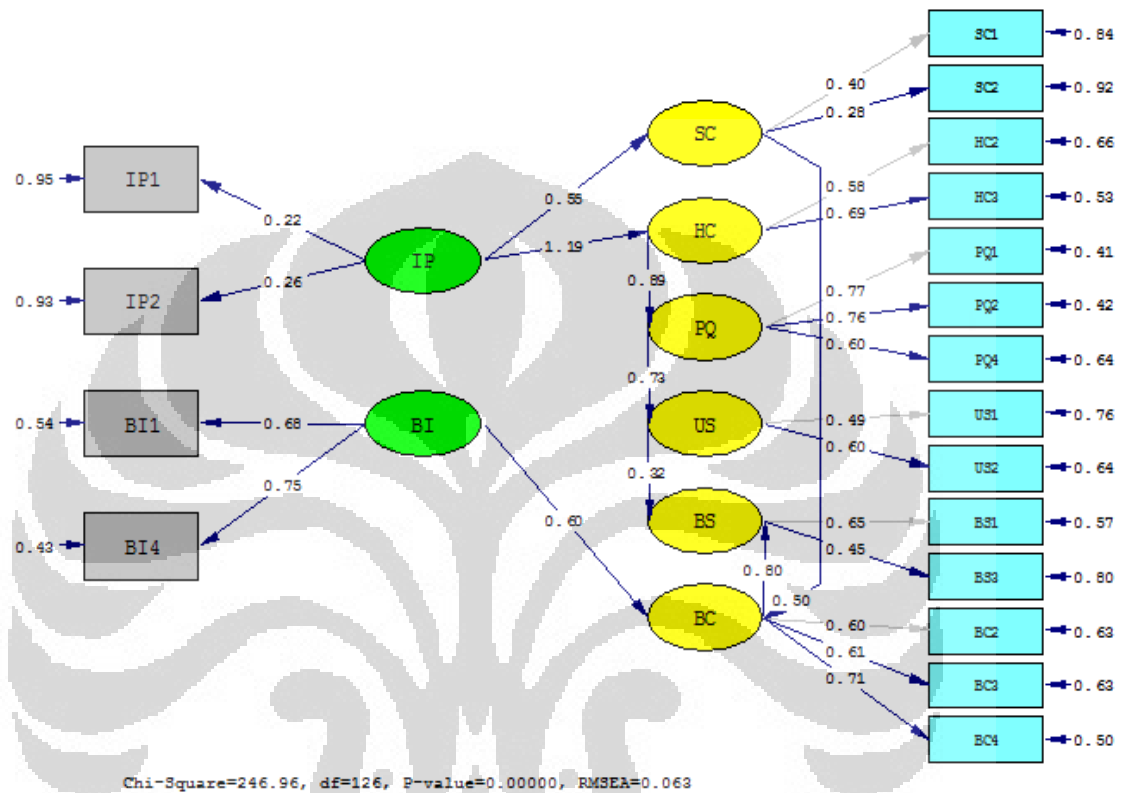 SC1
0.84
0.40
SC2
0.92
0.28
SC
HC2
0.66
IP1
0.95
0.58
HC3
0.53
0.55
0.69
0.22
HC
1.19
PQ1
0.41
IP
0.26
0.89
0.77
IP2
0.93
PQ2
0.42
PQ
0.76
0.60
PQ4
0.64
0.73
BI1
0.54
0.68
BI
US
0.49
US1
0.76
0.60
US2
0.64
0.32
0.75
BS
0.60
0.65
BS1
0.57
BI4
0.43
0.45
0.80
BS3
0.80
0.50
BC
0.60
BC2
0.63
0.61
0.71
BC3
0.63
BC4
0.50
Chi-Square=246.96, df=126, P-value=0.00000, RMSEA=0.063